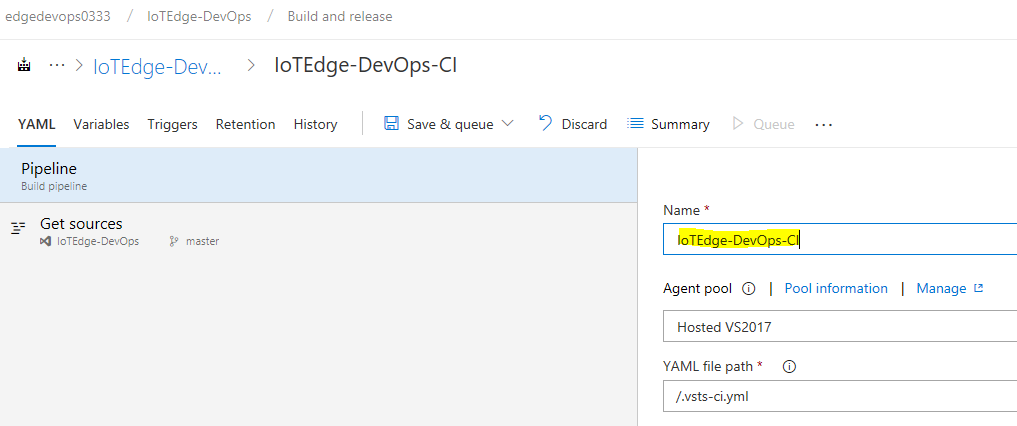 edgedevops0333 / IoTEdge-DevOps / Build and release
··· > IoTEdge-Dev... > IoTEdge-DevOps-CI
YAML Variables Triggers Retention History Save & queue Discard Summary Queue ···
Pipeline
Build pipeline
Get sources
IoTEdge-DevOps master
Name *
IoTEdge-DevOps-CI
Agent pool | Pool information | Manage
Hosted VS2017
YAML file path *
/.vsts-ci.yml